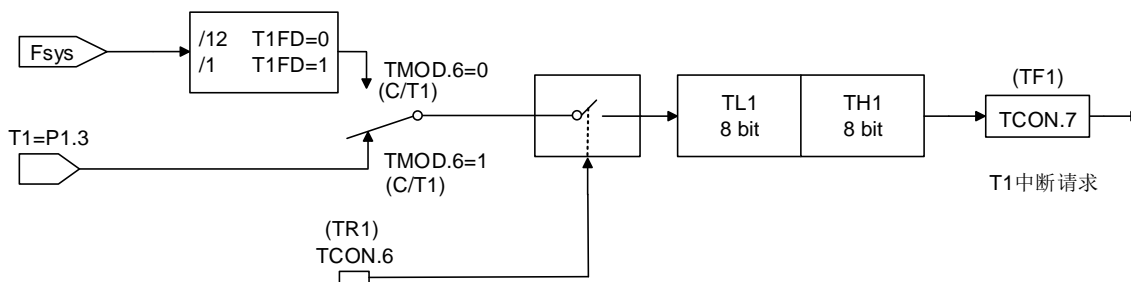 Fsys
/12 T1FD=0
/1 T1FD=1
TMOD.6=0
(C/T1)
T1=P1.3
TMOD.6=1
(C/T1)
(TR1)
TCON.6
TL1
8 bit
TH1
8 bit
(TF1)
TCON.7
T1中断请求